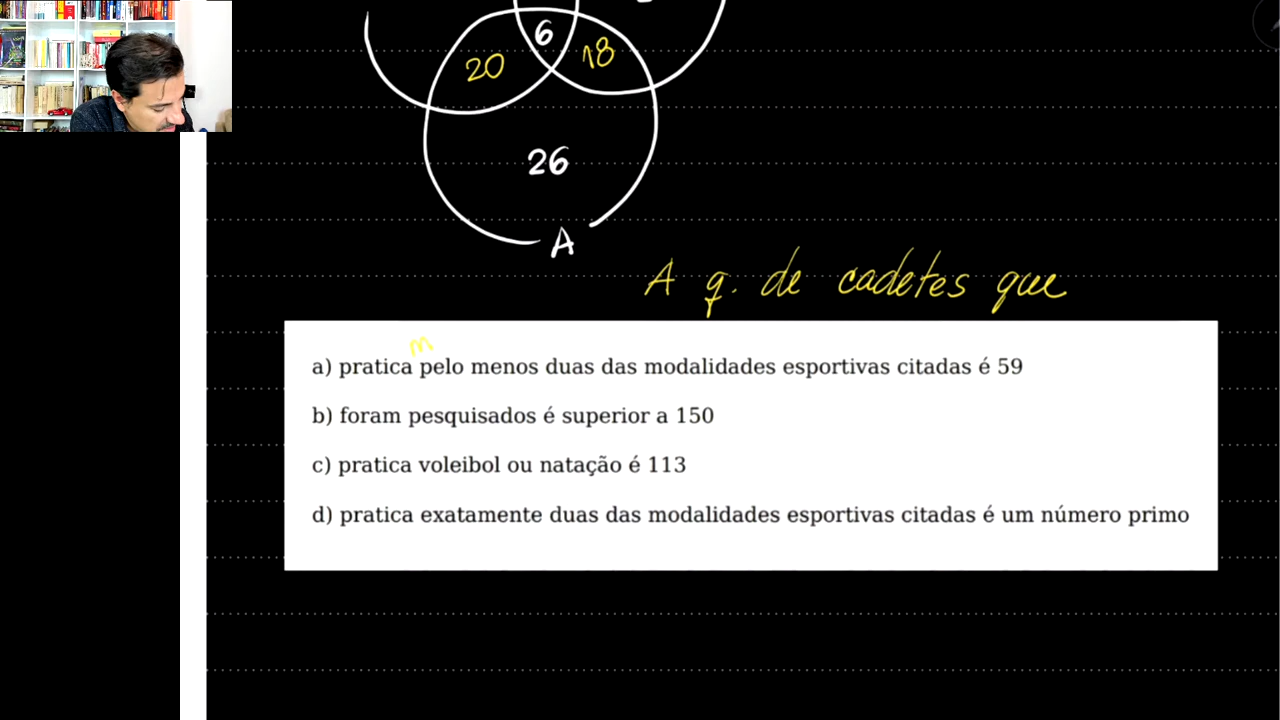 6
20 18
26
A
A q. de cadetes que
m
a) pratica pelo menos duas das modalidades esportivas citadas é 59
b) foram pesquisados é superior a 150
c) pratica voleibol ou natação é 113
d) pratica exatamente duas das modalidades esportivas citadas é um número primo